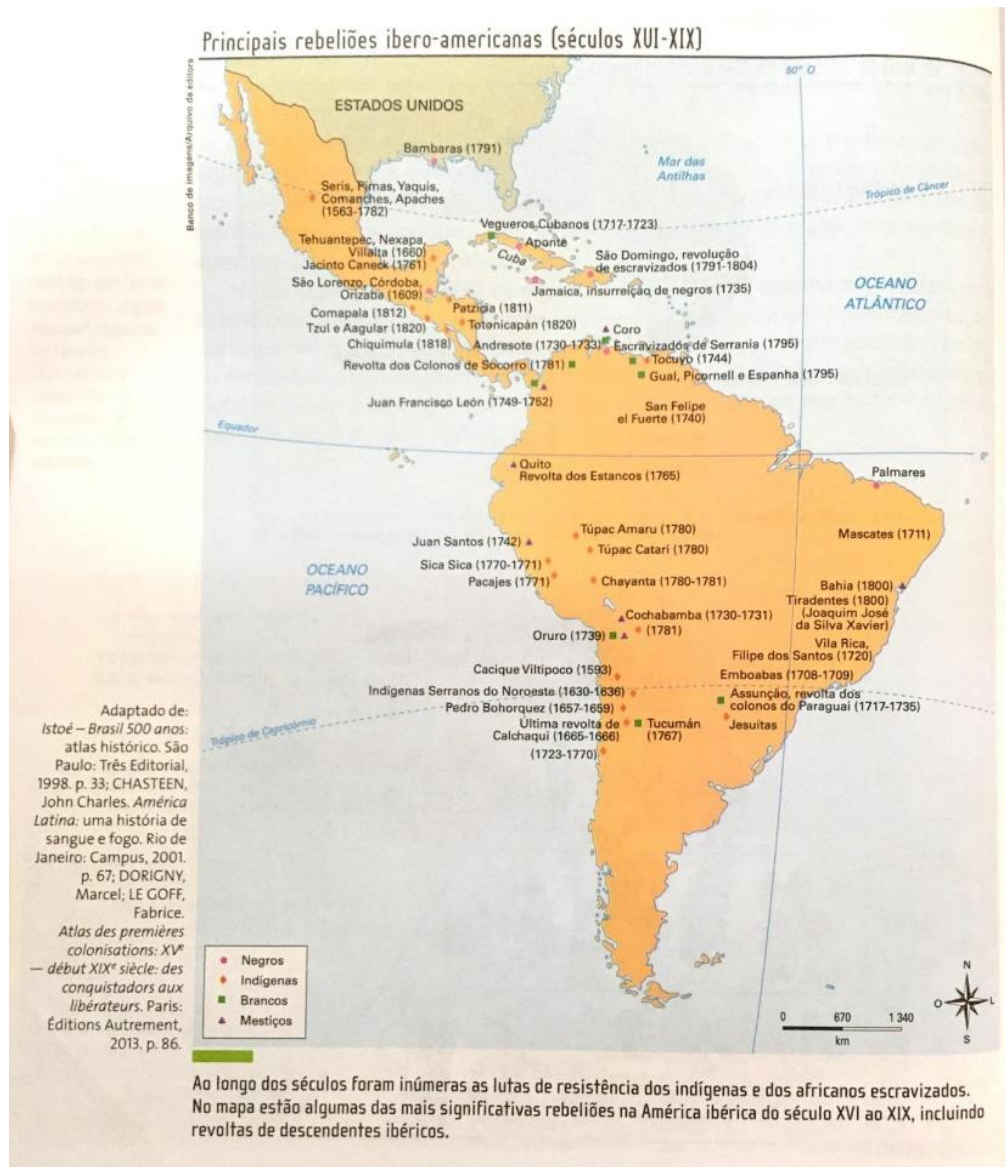 Principais rebeliões ibero-americanas (séculos XVI-XIX)
Banco de imagens/Arquivo da editora
50° O
ESTADOS UNIDOS
Bambaras (1791)
Mar das
Antilhas
Trópico de Câncer
Seris, Pimas, Yaquis,
Comanches, Apaches
(1563-1782)
Vegueros Cubanos (1717-1723)
Aponte
Cuba
Tehuantepec, Nexapa,
Villalta (1660)
Jacinto Caneck (1761)
São Domingo, revolução
de escravizados (1791-1804)
OCEANO
ATLÂNTICO
São Lorenzo, Córdoba,
Orizaba (1609)
Jamaica, insurreição de negros (1735)
Patzicia (1811)
Comapala (1812)
Totonicapán (1820)
Tzul e Aagular (1820)
Coro
Chiquimula (1818)
Andresote (1730-1733)
Escravizados de Serrania (1795)
Revolta dos Colonos de Socorro (1781)
Tocuyo (1744)
Gual, Picornell e Espanha (1795)
Juan Francisco León (1749-1752)
San Felipe
el Fuerte (1740)
Equador
0°
Quito
Revolta dos Estancos (1765)
Palmares
Túpac Amaru (1780)
Mascates (1711)
Juan Santos (1742)
Túpac Catari (1780)
OCEANO
PACÍFICO
Sica Sica (1770-1771)
Pacajes (1771)
Chayanta (1780-1781)
Bahia (1800)
Tiradentes (1800)
(Joaquim José
da Silva Xavier)
Cochabamba (1730-1731)
(1781)
Oruro (1739)
Vila Rica,
Filipe dos Santos (1720)
Cacique Viltipoco (1593)
Emboabas (1708-1709)
Indígenas Serranos do Noroeste (1630-1636)
Assunção, revolta dos
colonos do Paraguai (1717-1735)
Pedro Bohorquez (1657-1659)
Jesuítas
Trópico de Capricórnio
Última revolta de
Calchaqui (1665-1666)
Tucumán
(1767)
(1723-1770)
Adaptado de:
Istoé – Brasil 500 anos:
atlas histórico. São
Paulo: Três Editorial,
1998. p. 33; CHASTEEN,
John Charles. América
Latina: uma história de
sangue e fogo. Rio de
Janeiro: Campus, 2001.
p. 67; DORIGNY,
Marcel; LE GOFF,
Fabrice.
Atlas des premières
colonisations: XVe
— début XIXe siècle: des
conquistadors aux
libérateurs. Paris:
Éditions Autrement,
2013. p. 86.
Negros
Indígenas
Brancos
Mestiços
N
O
L
S
0 670 1 340
km
Ao longo dos séculos foram inúmeras as lutas de resistência dos indígenas e dos africanos escravizados.
No mapa estão algumas das mais significativas rebeliões na América ibérica do século XVI ao XIX, incluindo
revoltas de descendentes ibéricos.